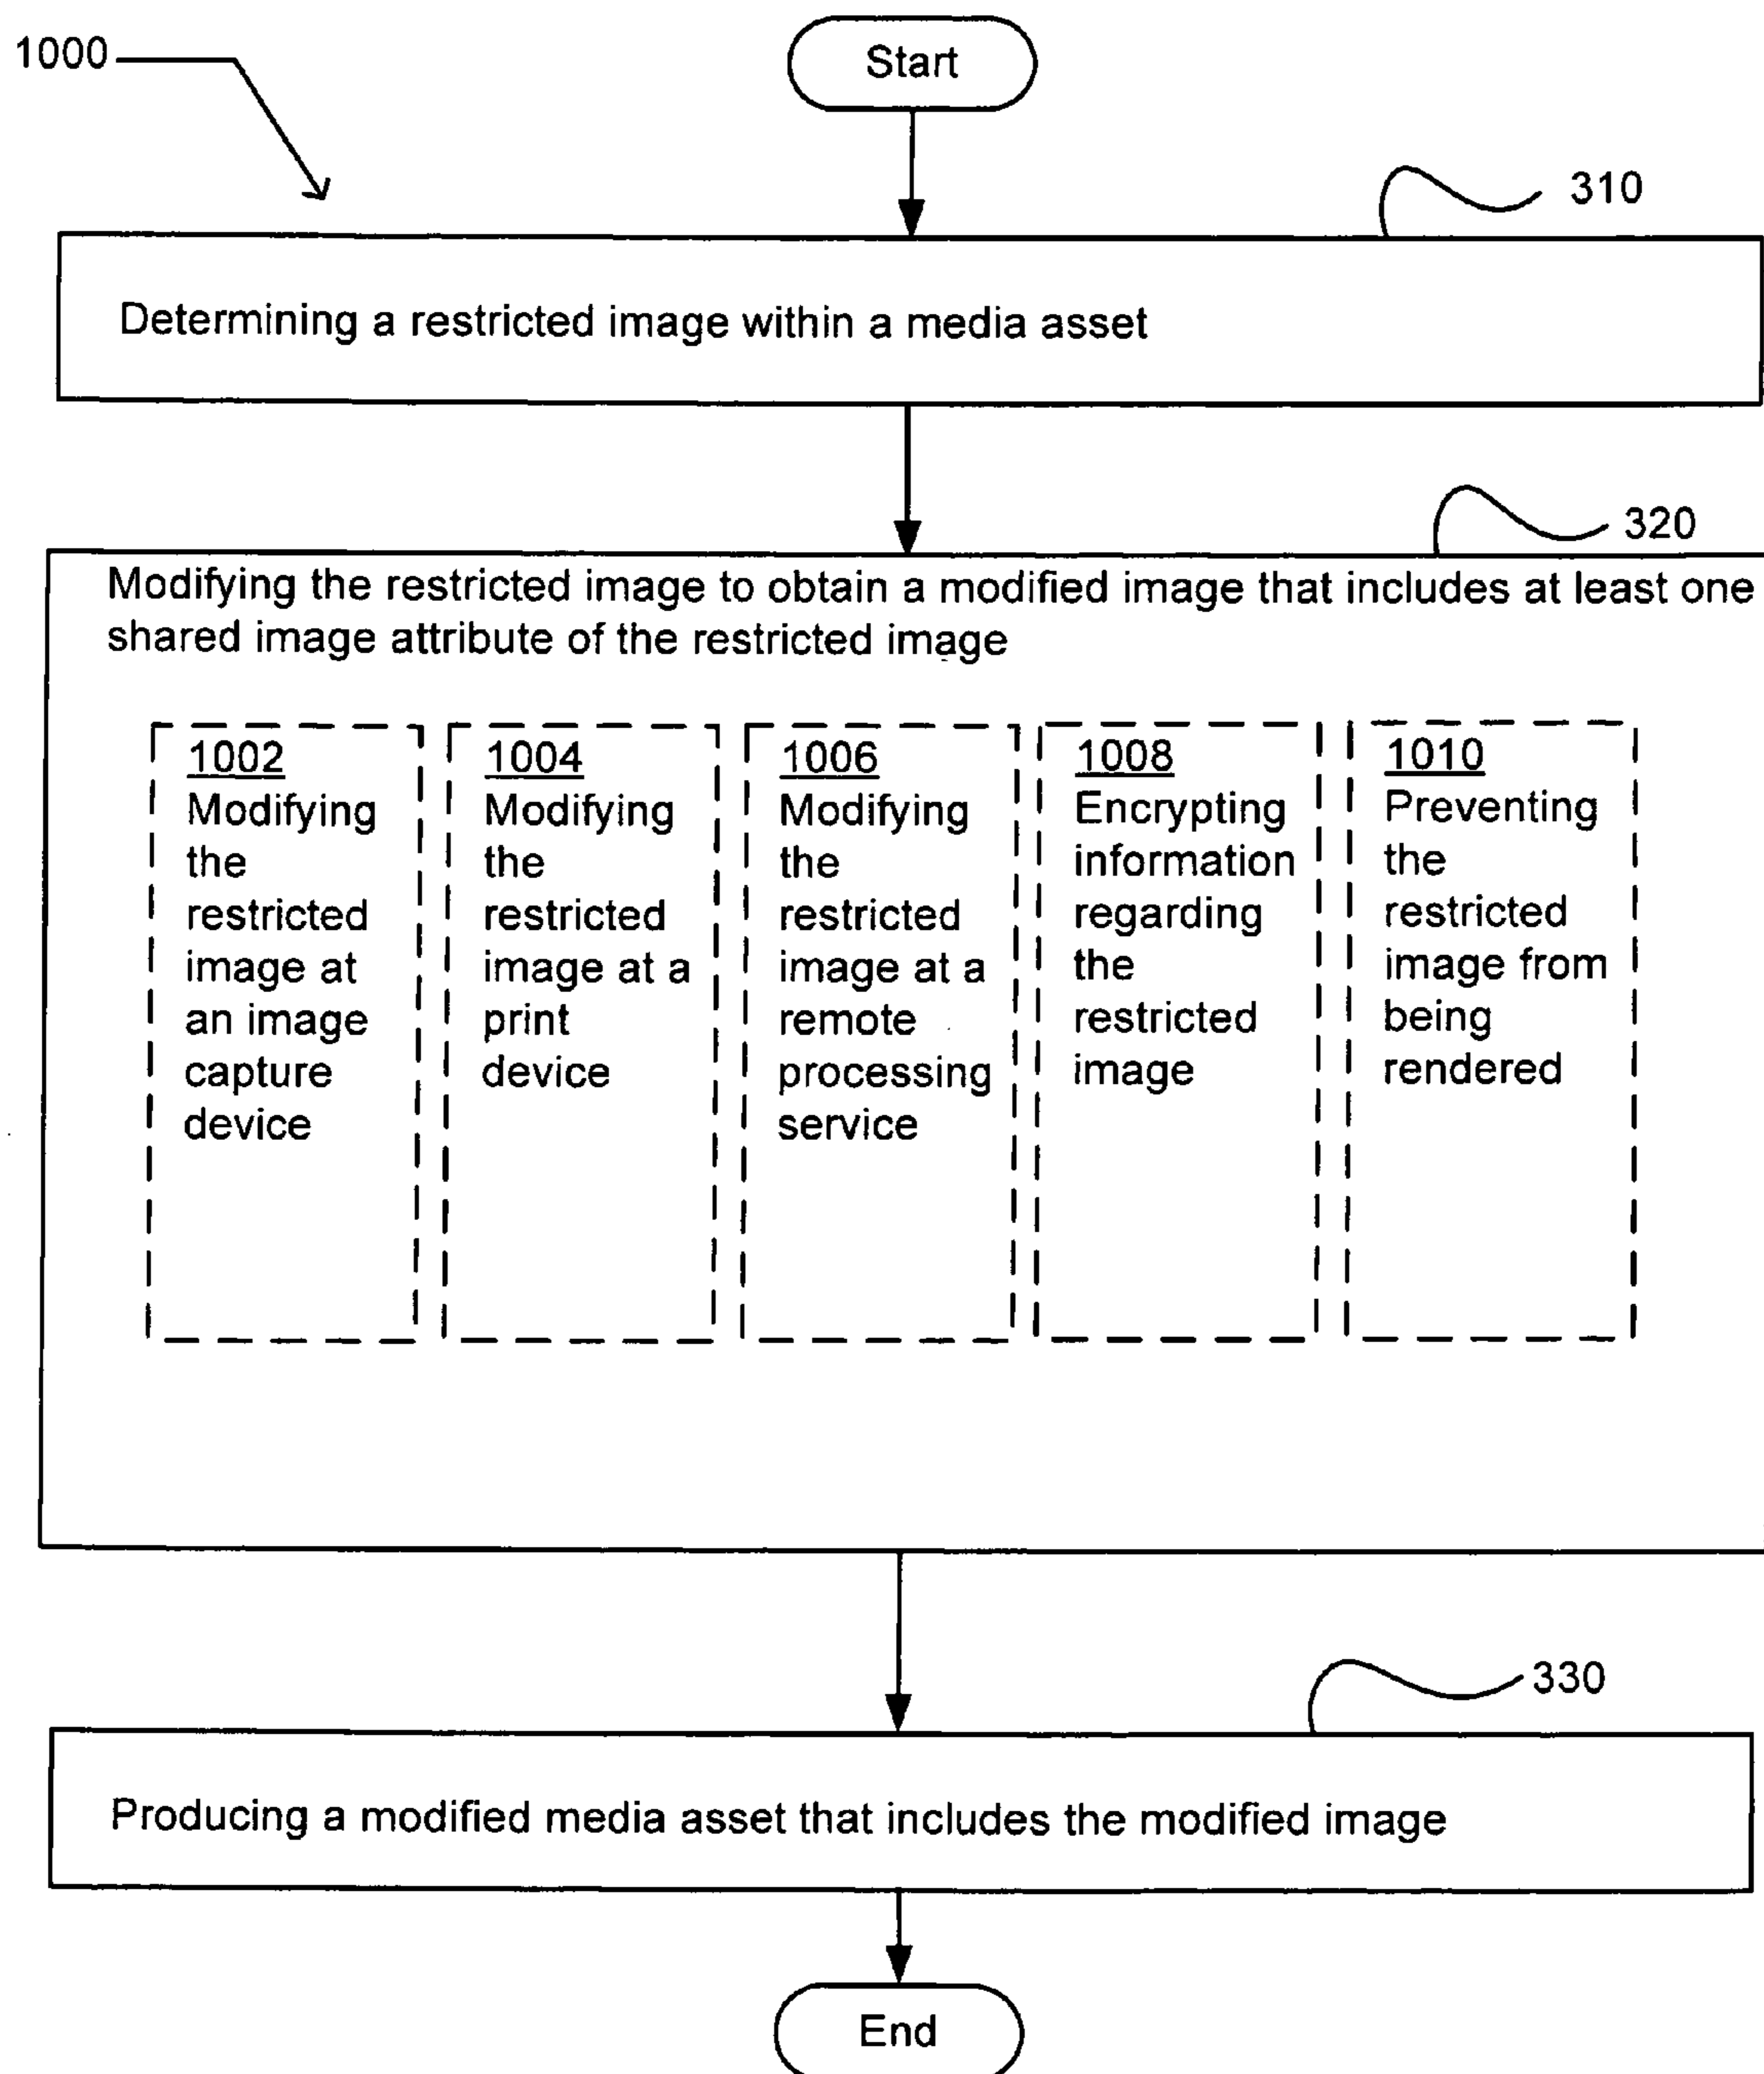 1000
Start
310
Determining a restricted image within a media asset
320
Modifying the restricted image to obtain a modified image that includes at least one
shared image attribute of the restricted image
1002
Modifying
the
restricted
image at
an image
capture
device
1004
Modifying
the
restricted
image at a
print
device
1006
Modifying
the
restricted
image at a
remote
processing
service
1008
Encrypting
information
regarding
the
restricted
image
1010
Preventing
the
restricted
image from
being
rendered
330
Producing a modified media asset that includes the modified image
End